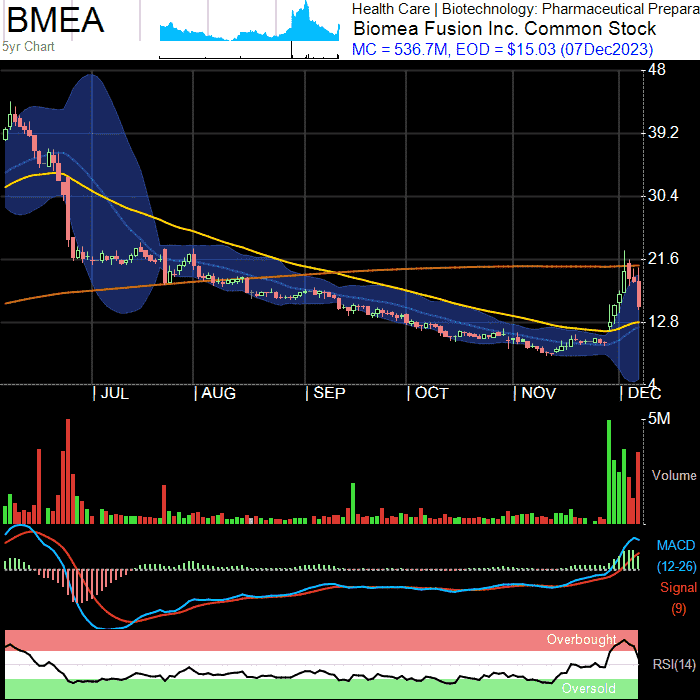 BMEA
5yr Chart
Health Care | Biotechnology: Pharmaceutical Prepara
Biomea Fusion Inc. Common Stock
MC = 536.7M, EOD = $15.03 (07Dec2023)
48
39.2
30.4
21.6
12.8
4
JUL AUG SEP OCT NOV DEC
5M
Volume
MACD
(12-26)
Signal
(9)
Overbought
RSI(14)
Oversold